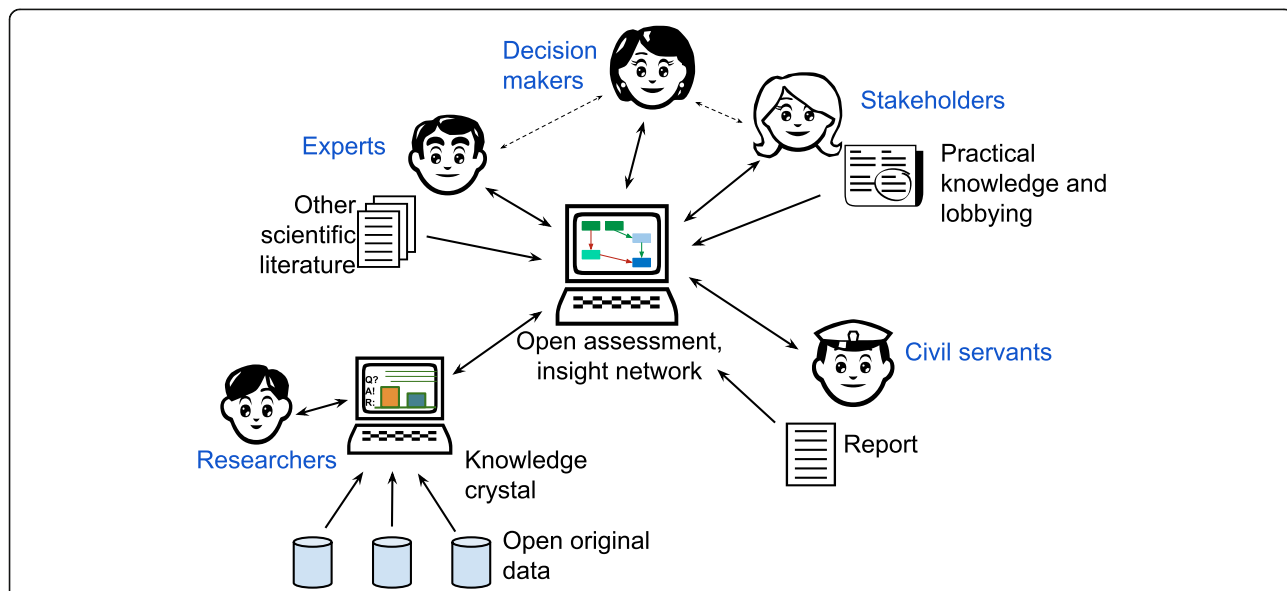 Decision
makers
Stakeholders
Experts
Practical
knowledge and
lobbying
Other
scientific
literature
Open assessment,
insight network
Civil servants
Q?
A!
R:
Report
Researchers
Knowledge
crystal
Open original
data